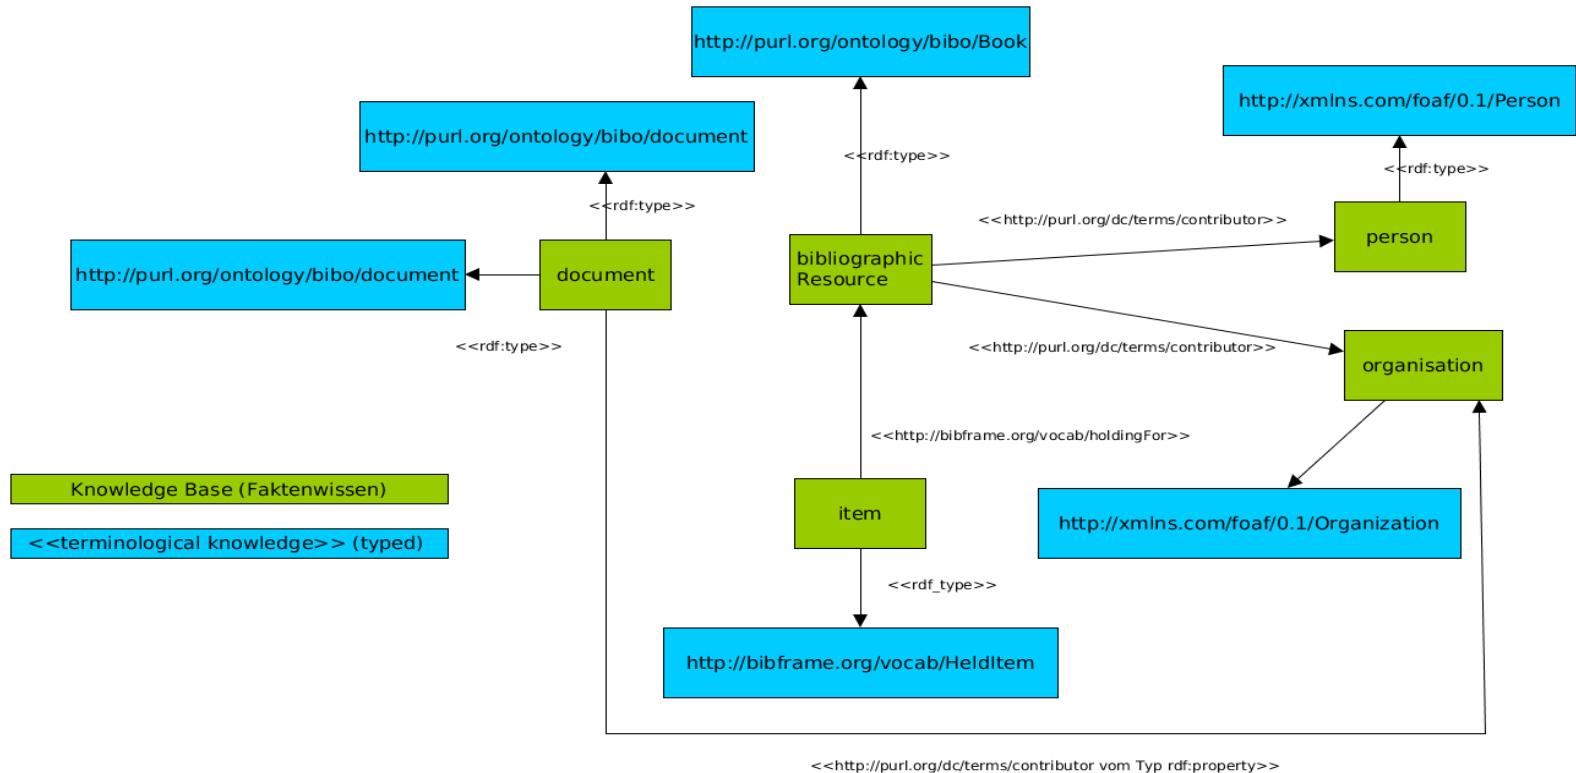 http://purl.org/ontology/bibo/Book
http://xmlns.com/foaf/0.1/Person
http://purl.org/ontology/bibo/document
<<rdf:type>>
<<rdf:type>>
<<rdf:type>>
<<http://purl.org/dc/terms/contributor>>
person
http://purl.org/ontology/bibo/document
document
bibliographic
Resource
<<rdf:type>>
<<http://purl.org/dc/terms/contributor>>
organisation
<<http://bibframe.org/vocab/holdingFor>>
Knowledge Base (Faktenwissen)
item
http://xmlns.com/foaf/0.1/Organization
<<terminological knowledge>> (typed)
<<rdf_type>>
http://bibframe.org/vocab/HeldItem
<<http://purl.org/dc/terms/contributor vom Typ rdf:property>>